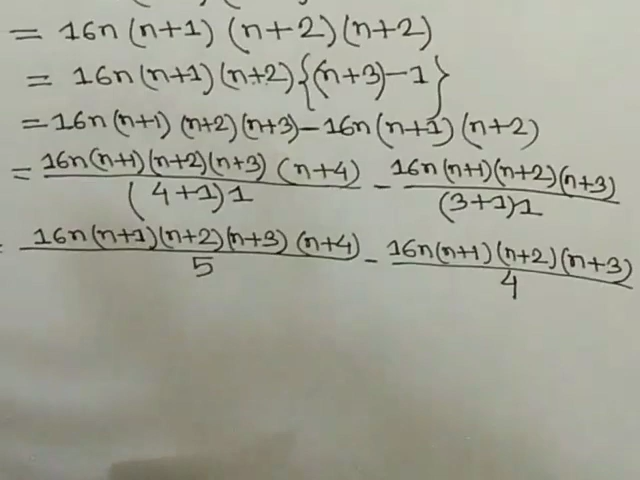 = 16n(n+1) (n+2)(n+2)
= 16n(n+1)(n+2){(n+3)-1}
= 16n(n+1) (n+2)(n+3) - 16n(n+1)(n+2)
= 16n(n+1)(n+2)(n+3)(n+4)/(4+1)1 - 16n(n+1)(n+2)(n+3)/(3+1)1
= 16n(n+1)(n+2)(n+3)(n+4)/5 - 16n(n+1)(n+2)(n+3)/4